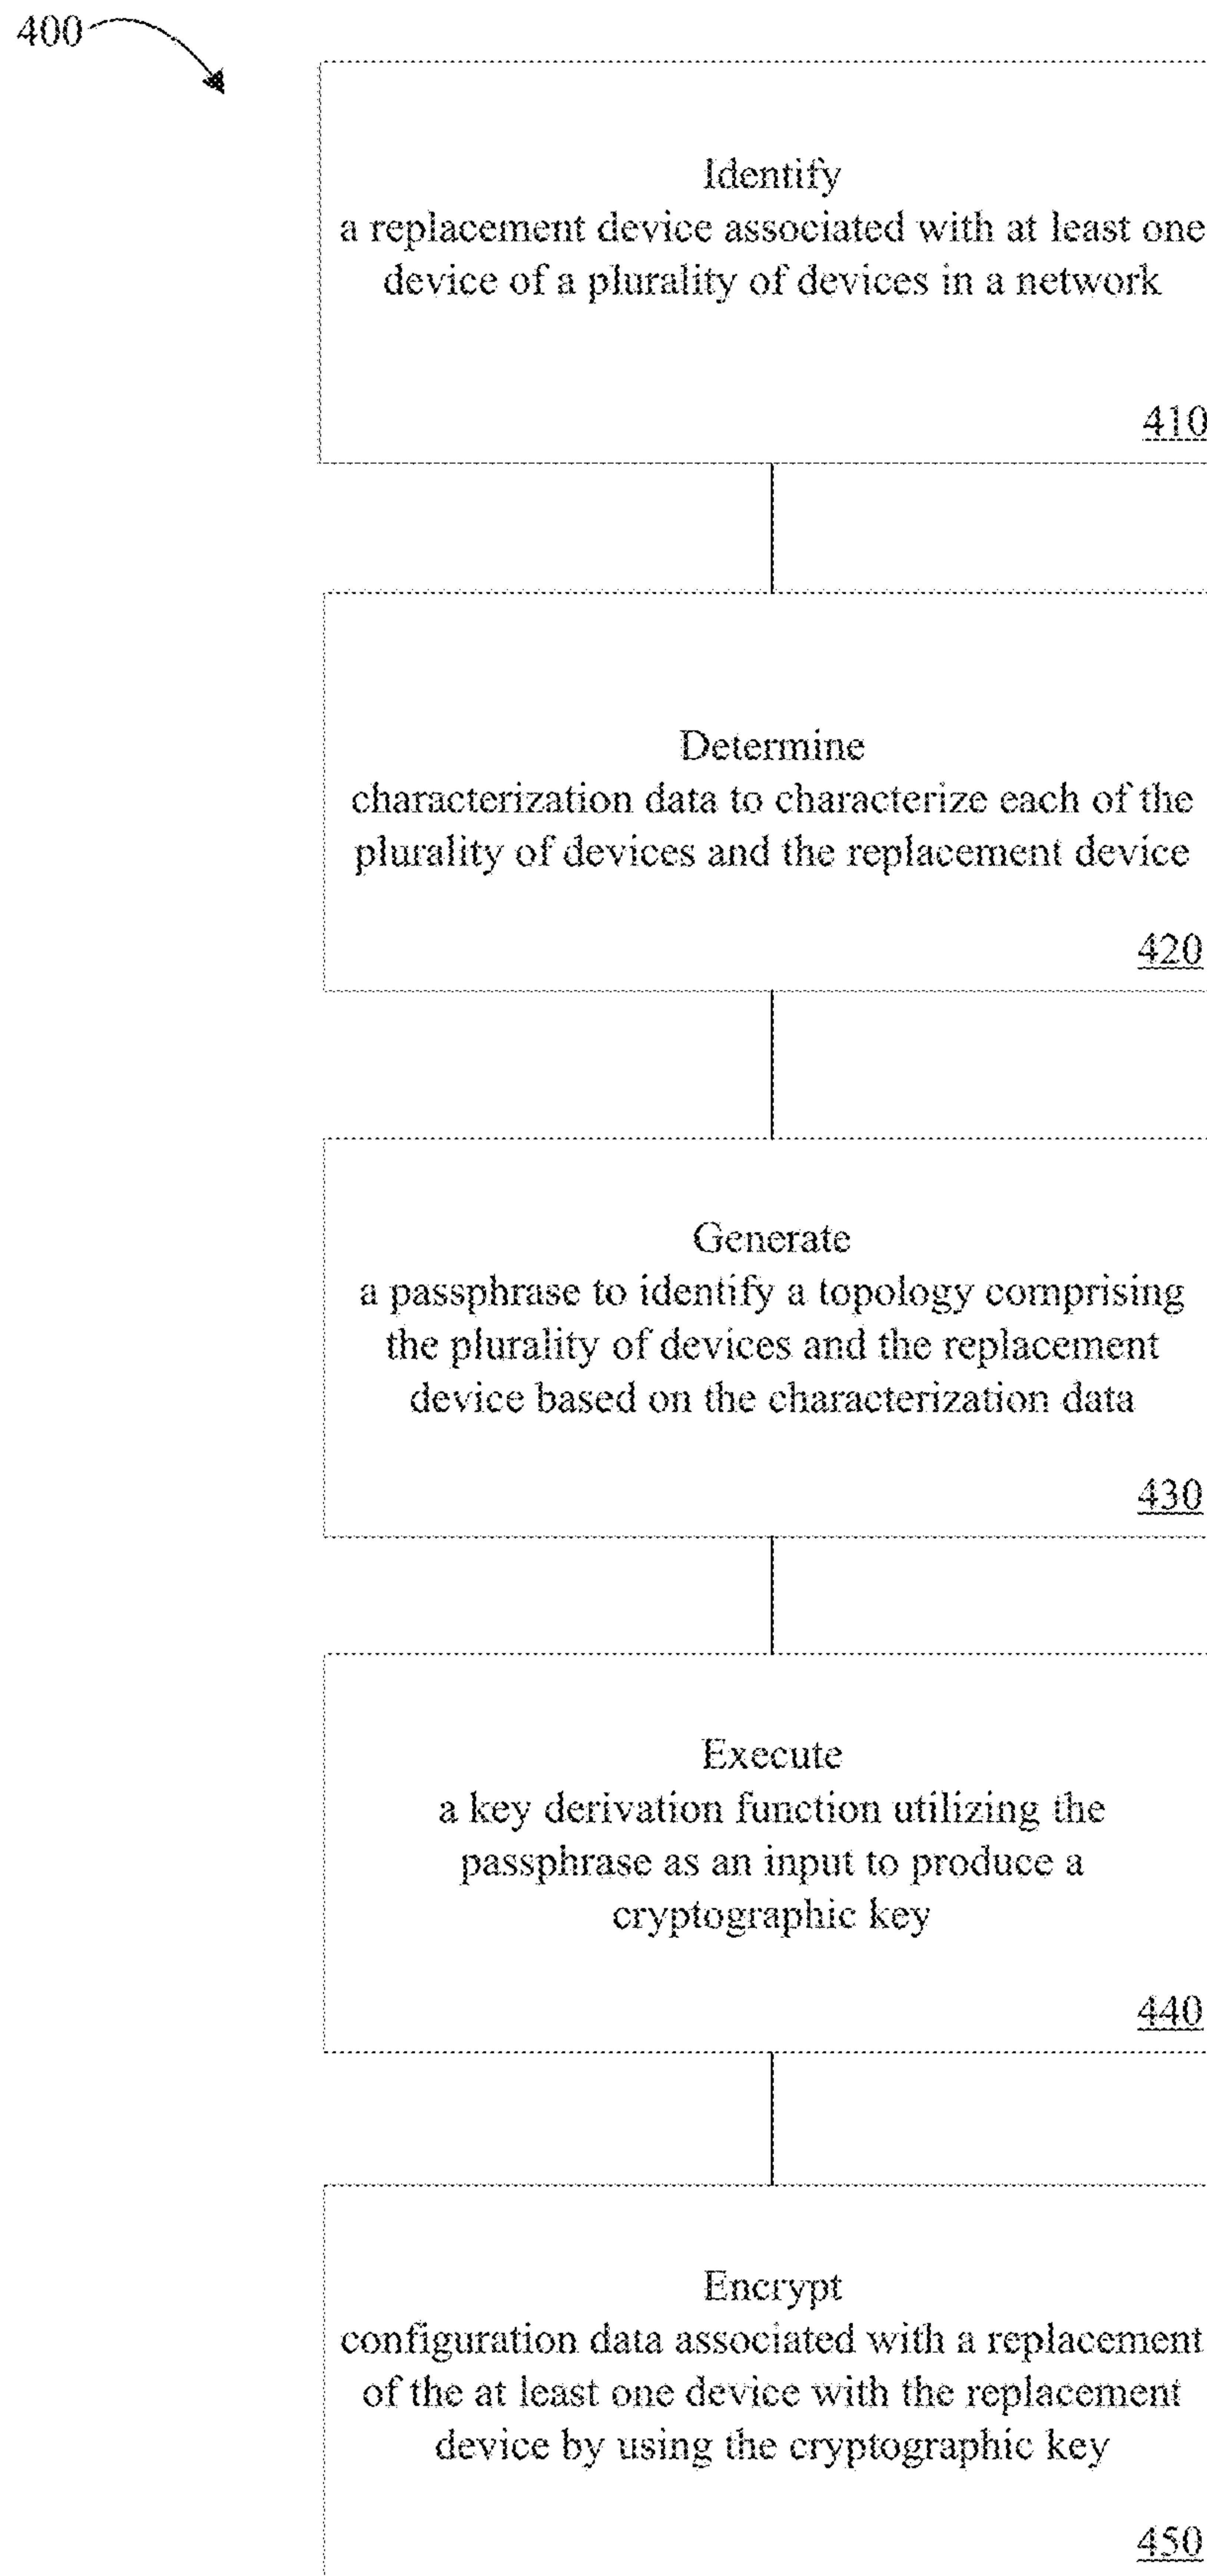 400
Identify
a replacement device associated with at least one
device of a plurality of devices in a network
410
Determine
characterization data to characterize each of the
plurality of devices and the replacement device
420
Generate
a passphrase to identify a topology comprising
the plurality of devices and the replacement
device based on the characterization data
430
Execute
a key derivation function utilizing the
passphrase as an input to produce a
cryptographic key
440
Encrypt
configuration data associated with a replacement
of the at least one device with the replacement
device by using the cryptographic key
450